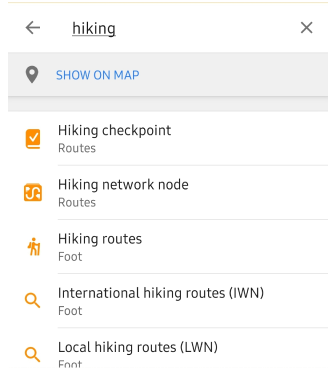 hiking
SHOW ON MAP
Hiking checkpoint
Routes
Hiking network node
Routes
Hiking routes
Foot
International hiking routes (IWN)
Foot
Local hiking routes (LWN)
Foot